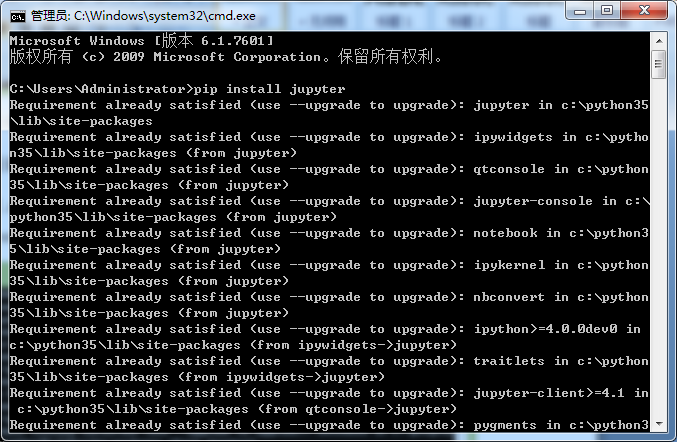 管理员: C:\Windows\system32\cmd.exe
Microsoft Windows [版本 6.1.7601]
版权所有 (c) 2009 Microsoft Corporation。保留所有权利。
C:\Users\Administrator>pip install jupyter
Requirement already satisfied (use --upgrade to upgrade): jupyter in c:\python35
\lib\site-packages
Requirement already satisfied (use --upgrade to upgrade): ipywidgets in c:\pytho
n35\lib\site-packages (from jupyter)
Requirement already satisfied (use --upgrade to upgrade): qtconsole in c:\python
35\lib\site-packages (from jupyter)
Requirement already satisfied (use --upgrade to upgrade): jupyter-console in c:\
python35\lib\site-packages (from jupyter)
Requirement already satisfied (use --upgrade to upgrade): notebook in c:\python3
5\lib\site-packages (from jupyter)
Requirement already satisfied (use --upgrade to upgrade): ipykernel in c:\python
35\lib\site-packages (from jupyter)
Requirement already satisfied (use --upgrade to upgrade): nbconvert in c:\python
35\lib\site-packages (from jupyter)
Requirement already satisfied (use --upgrade to upgrade): ipython>=4.0.0dev0 in
c:\python35\lib\site-packages (from ipywidgets->jupyter)
Requirement already satisfied (use --upgrade to upgrade): traitlets in c:\python
35\lib\site-packages (from ipywidgets->jupyter)
Requirement already satisfied (use --upgrade to upgrade): jupyter-client>=4.1 in
c:\python35\lib\site-packages (from qtconsole->jupyter)
Requirement already satisfied (use --upgrade to upgrade): pygments in c:\python3